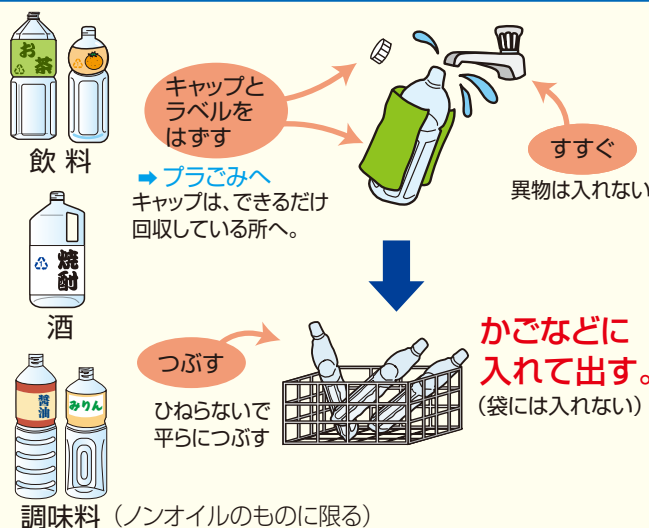 お茶
飲料
キャップと
ラベルを
はずす
➡プラごみへ
キャップは、できるだけ
回収している所へ。
すすぐ
異物は入れない
焼酎
酒
つぶす
ひねらないで
平らにつぶす
かごなどに
入れて出す。
(袋には入れない)
醤油
みりん
調味料(ノンオイルのものに限る)